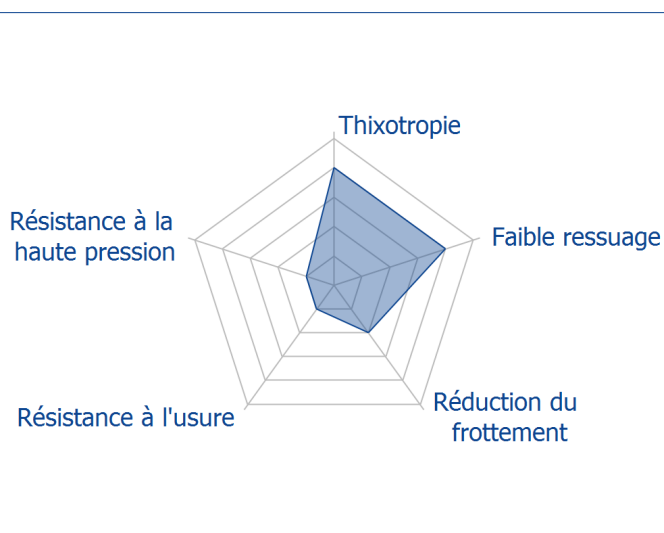 Thixotropie
Résistance à la
haute pression
Faible ressuage
Résistance à l'usure
Réduction du
frottement